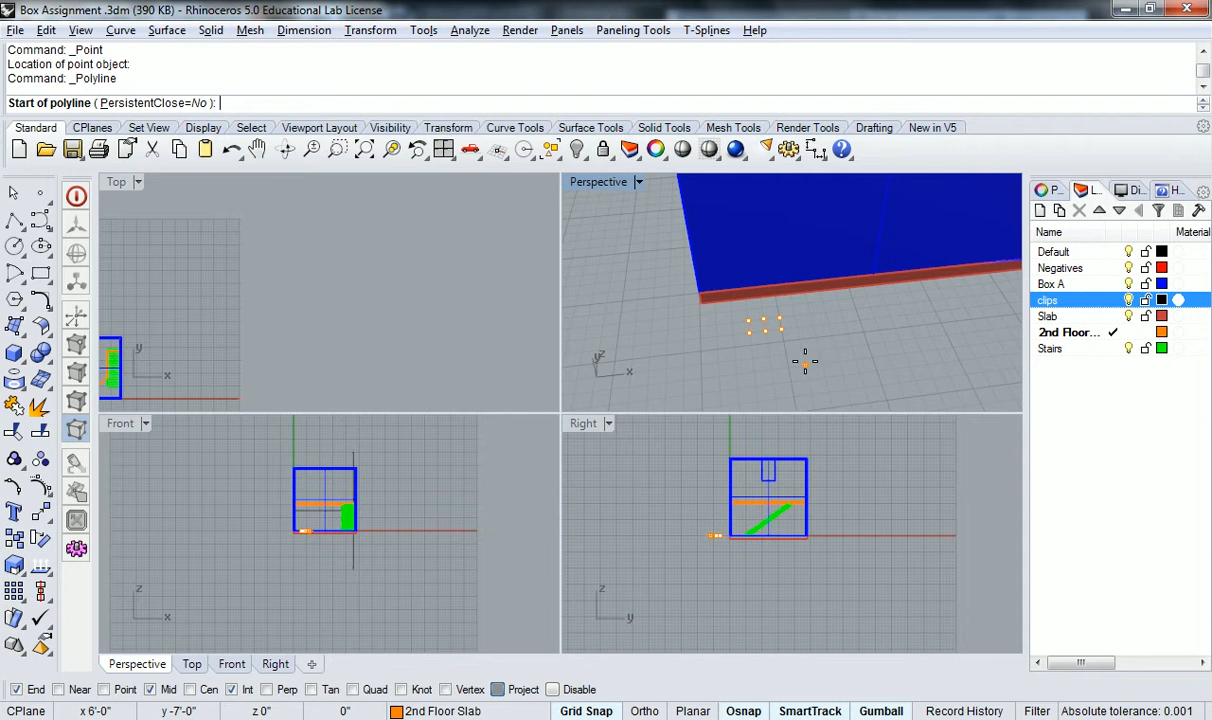 Box Assignment .3dm (390 KB) - Rhinoceros 5.0 Educational Lab License
File Edit View Curve Surface Solid Mesh Dimension Transform Tools Analyze Render Panels Paneling Tools T-Splines Help
Command: _Point
Location of point object:
Command: _Polyline
Start of polyline ( PersistentClose=No ):
Standard CPlanes Set View Display Select Viewport Layout Visibility Transform Curve Tools Surface Tools Solid Tools Mesh Tools Render Tools Drafting New in V5
Top Perspective P... L... Di... H...
Name Material
Default
Negatives
Box A
clips
Slab
2nd Floor...
Stairs
y
x
z
y
x
Front Right
z
x
z
y
Perspective Top Front Right
End Near Point Mid Cen Int Perp Tan Quad Knot Vertex Project Disable
CPlane x 6'-0" y -7'-0" z 0" 0" 2nd Floor Slab Grid Snap Ortho Planar Osnap SmartTrack Gumball Record History Filter Absolute tolerance: 0.001